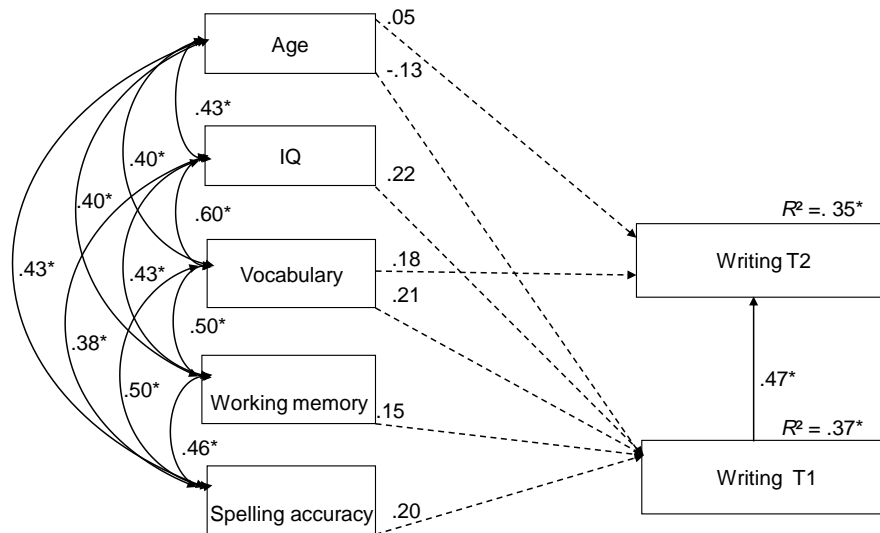 .05
Age
-.13
.43*
IQ
.22
.40*
.40*
.60*
R² =. 35*
Writing T2
.18
Vocabulary
.43*
.43*
.21
.50*
.38*
.47*
.50*
Working memory
.15
R² = .37*
.46*
Writing T1
Spelling accuracy
.20